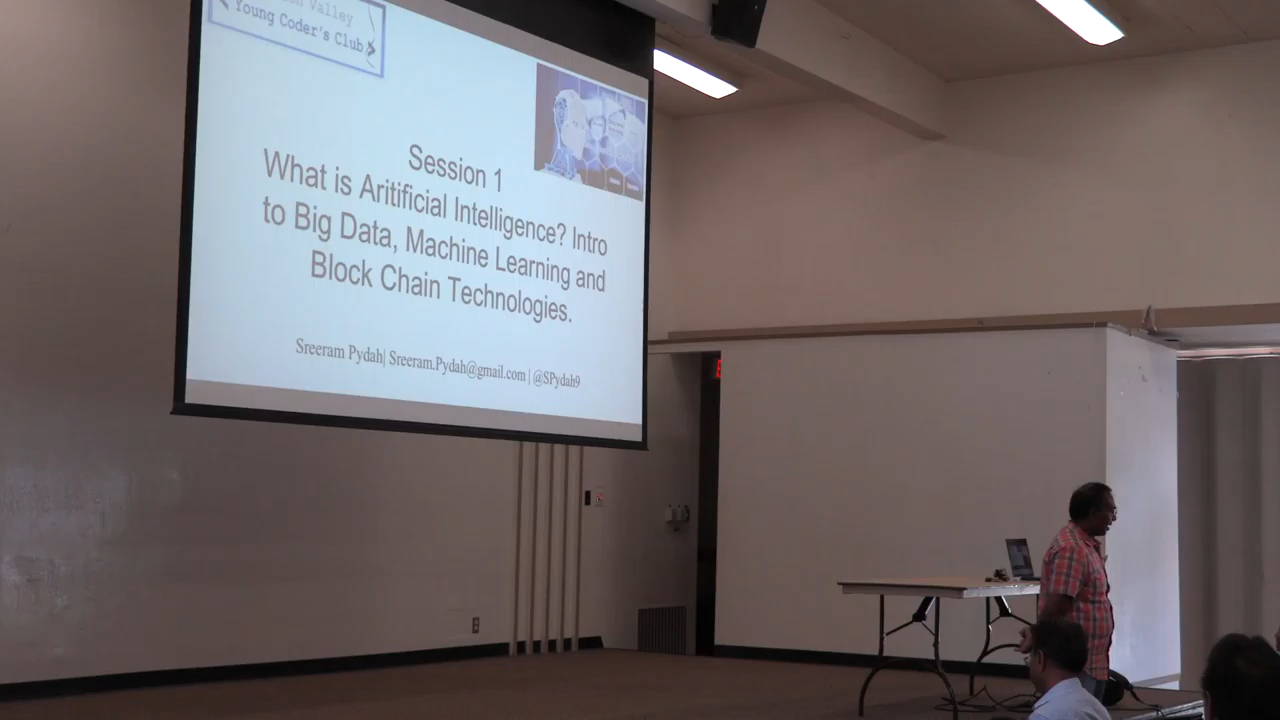 Valley
Young Coder's Club
Session 1
What is Aritificial Intelligence? Intro
to Big Data, Machine Learning and
Block Chain Technologies.
Sreeram Pydah| Sreeram.Pydah@gmail.com | @SPydah9